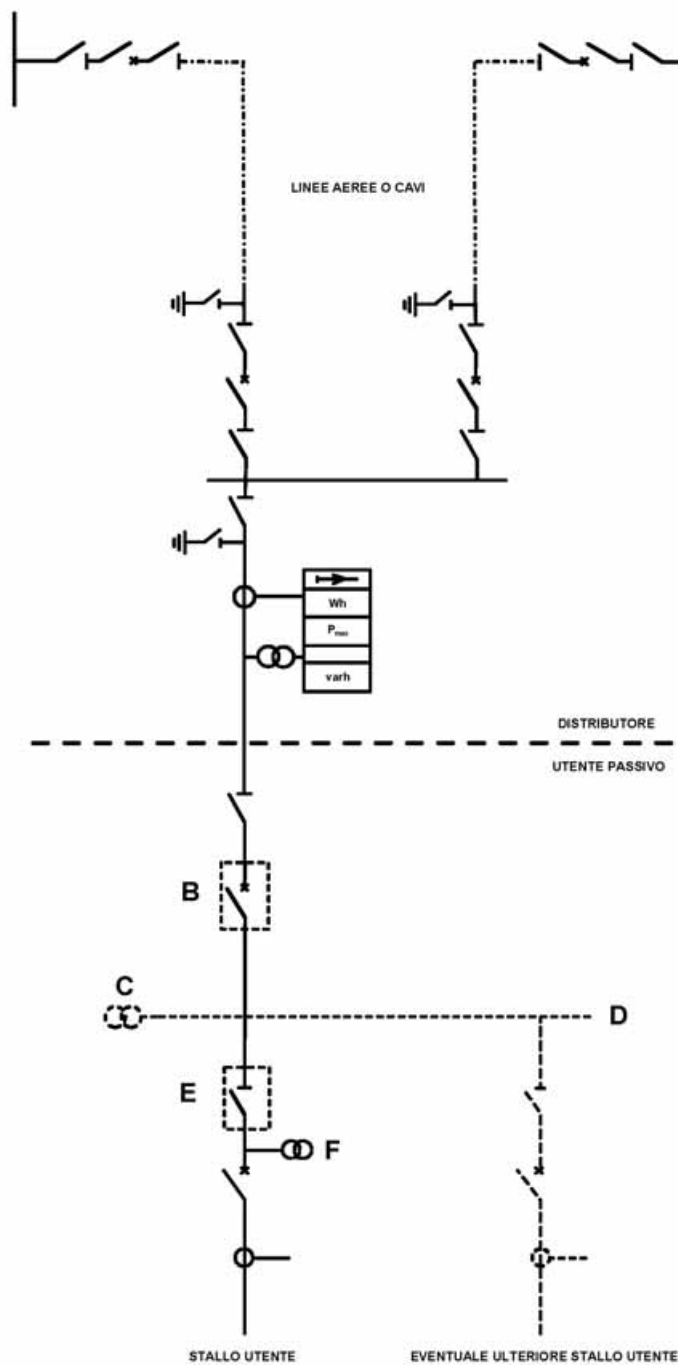 LINEE AEREE O CAVI
Wh
Pmax
varh
DISTRIBUTORE
UTENTE PASSIVO
B
C
D
E
F
STALLO UTENTE
EVENTUALE ULTERIORE STALLO UTENTE